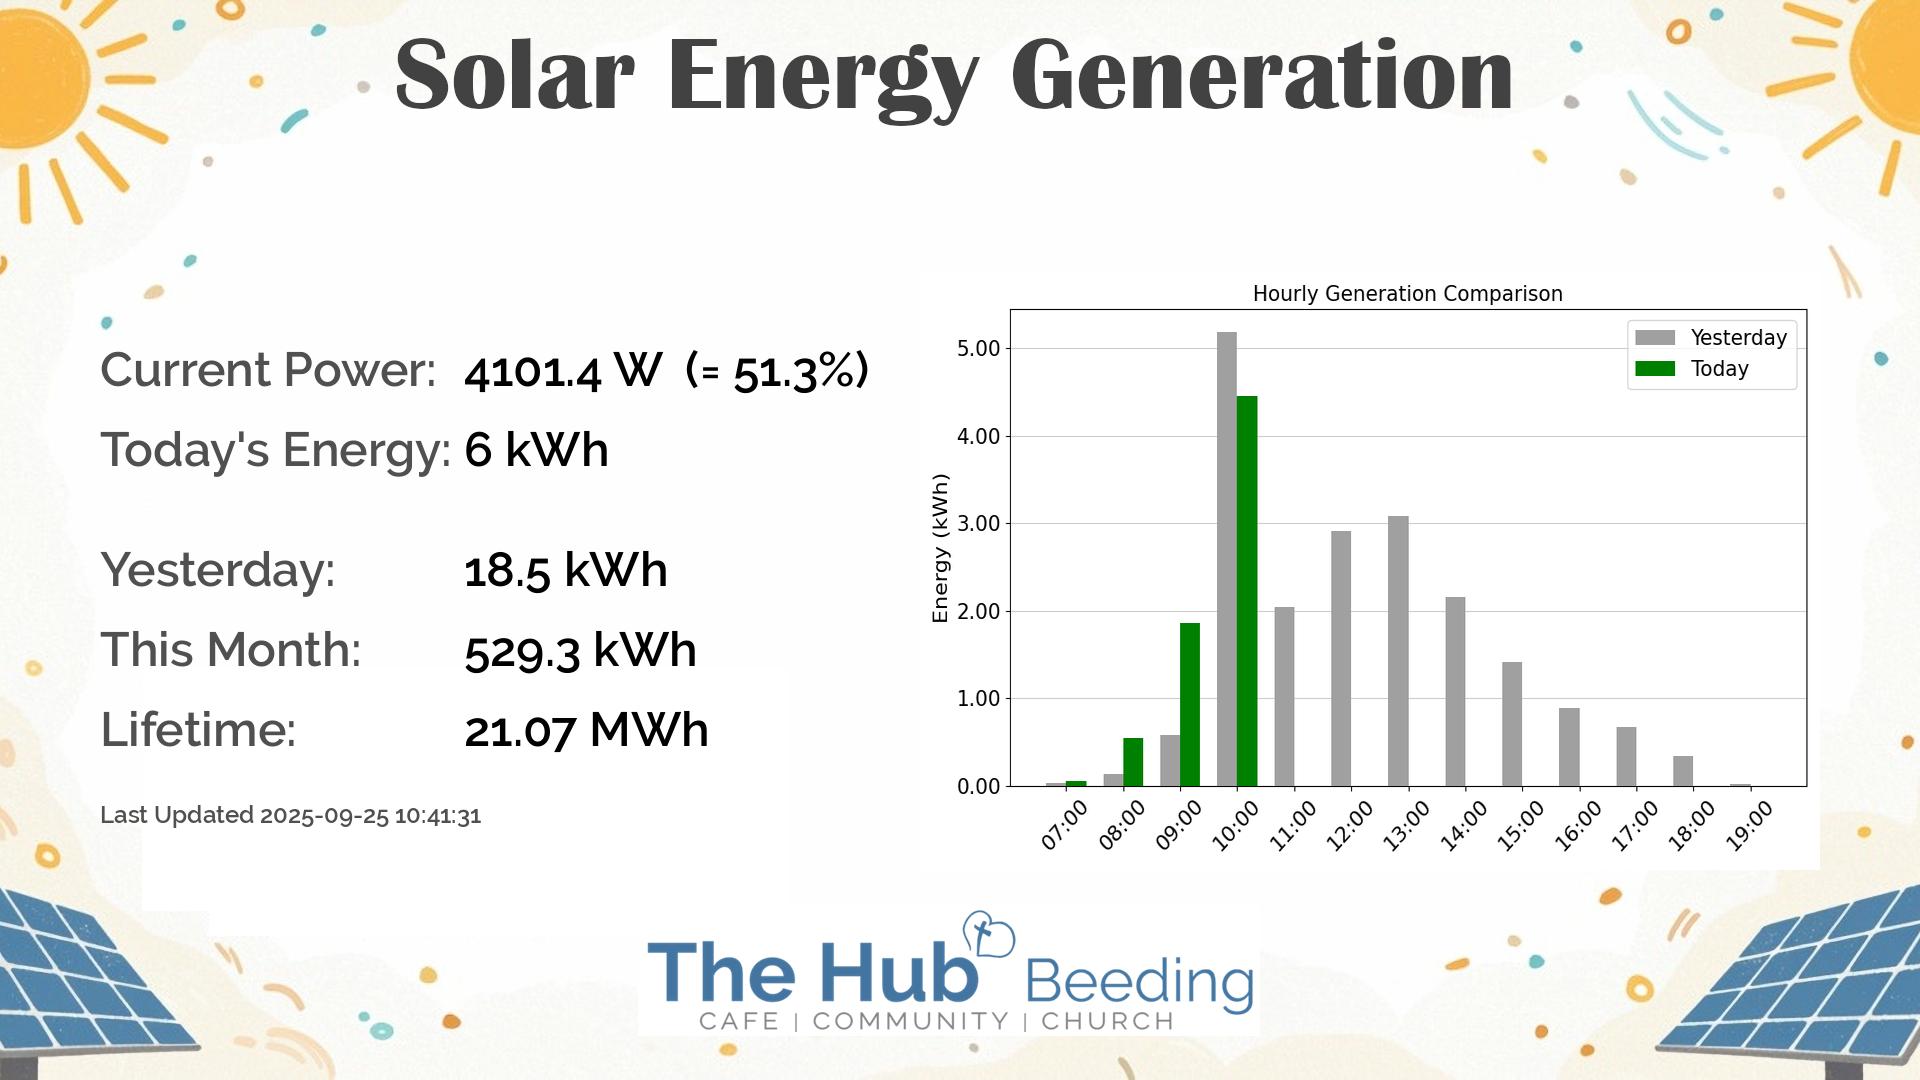 Solar Energy Generation
Current Power: 4101.4 W (= 51.3%)
Today's Energy: 6 kWh
Yesterday: 18.5 kWh
This Month: 529.3 kWh
Lifetime: 21.07 MWh
Last Updated 2025-09-25 10:41:31
Hourly Generation Comparison
Yesterday
Today
Energy (kWh)
5.00
4.00
3.00
2.00
1.00
0.00
07:00 08:00 09:00 10:00 11:00 12:00 13:00 14:00 15:00 16:00 17:00 18:00 19:00
The Hub Beeding
CAFE | COMMUNITY | CHURCH